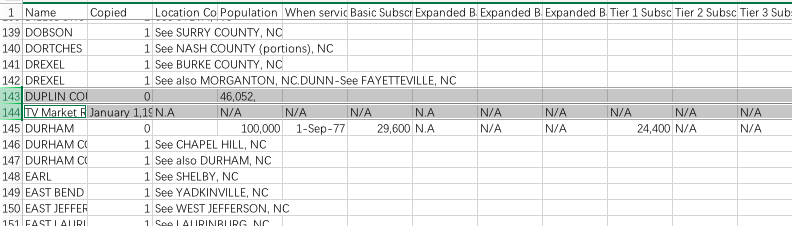 1 Name Copied Location Co Population When servic Basic Subscr Expanded B Expanded B Expanded B Tier 1 Subsc Tier 2 Subsc Tier 3 Sub
139 DOBSON 1 See SURRY COUNTY, NC
140 DORTCHES 1 See NASH COUNTY (portions), NC
141 DREXEL 1 See BURKE COUNTY, NC
142 DREXEL 1 See also MORGANTON, NC.DUNN-See FAYETTEVILLE, NC
143 DUPLIN COU 0 46,052,
144 TV Market R January 1,19 N.A N/A N/A N/A N.A N/A N/A N/A N/A N/A
145 DURHAM 0 100,000 1-Sep-77 29,600 N.A N/A N/A 24,400 N/A N/A
146 DURHAM CO 1 See CHAPEL HILL, NC
147 DURHAM CO 1 See also DURHAM, NC
148 EARL 1 See SHELBY, NC
149 EAST BEND 1 See YADKINVILLE, NC
150 EAST JEFFER 1 See WEST JEFFERSON, NC
151 EAST LAURI 1 See LAURINBURG, NC